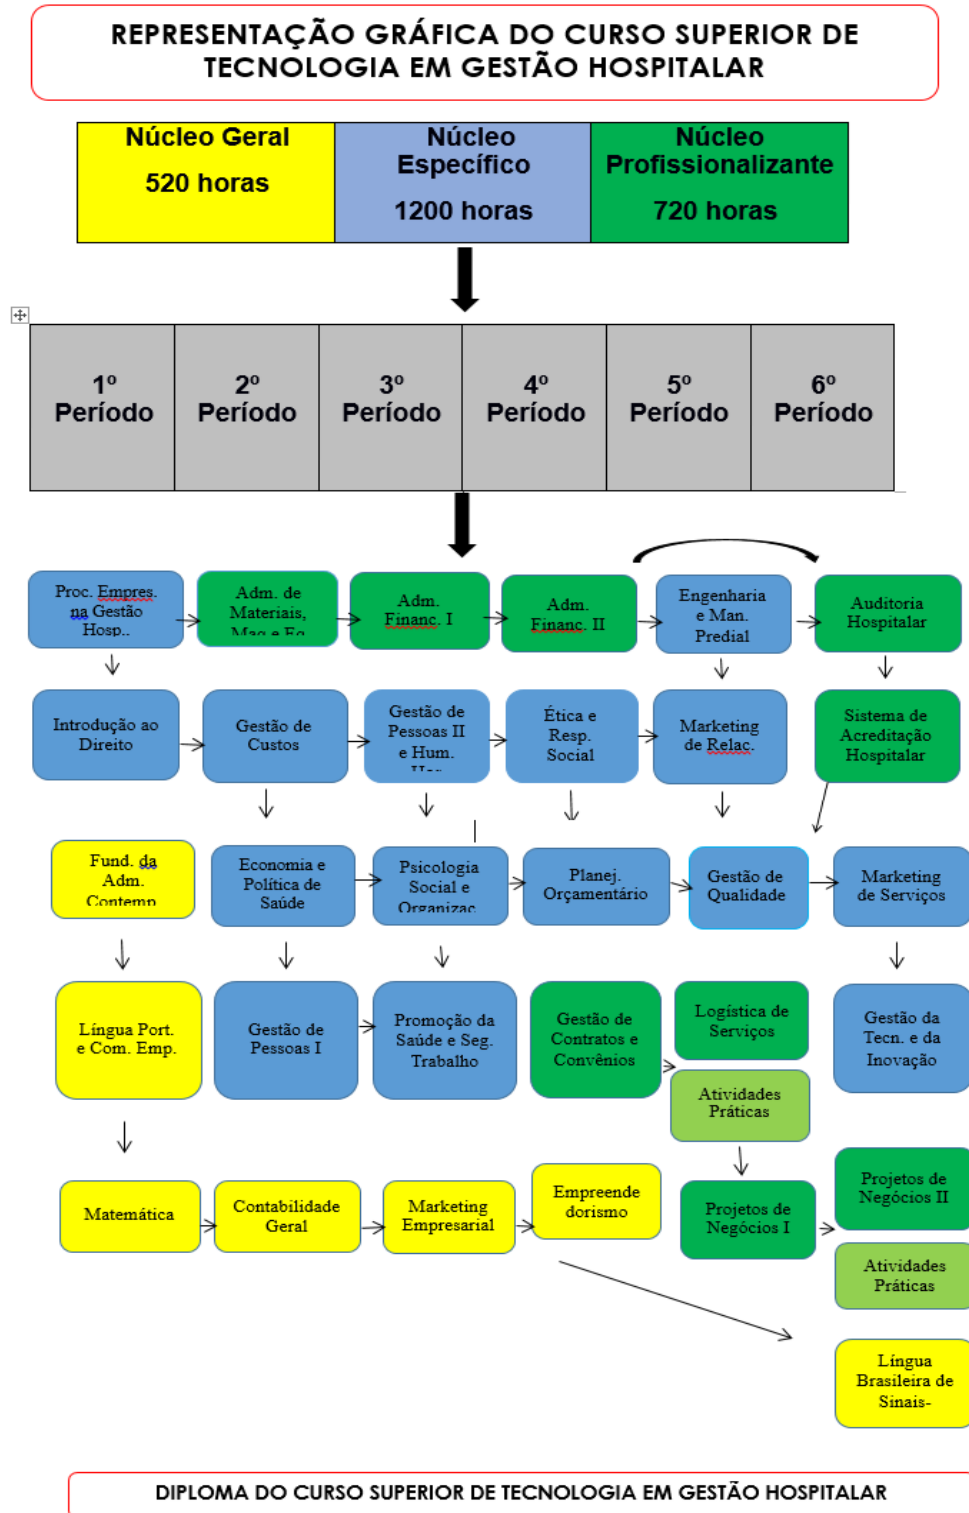 REPRESENTAÇÃO GRÁFICA DO CURSO SUPERIOR DE
TECNOLOGIA EM GESTÃO HOSPITALAR
Núcleo Geral
520 horas
Núcleo
Específico
1200 horas
Núcleo
Profissionalizante
720 horas
1º
Período
2º
Período
3º
Período
4º
Período
5º
Período
6º
Período
Proc. Empres.
na Gestão
Hosp..
Adm. de
Materiais,
Maq e Eq
Adm.
Financ. I
Adm.
Financ. II
Engenharia
e Man.
Predial
Auditoria
Hospitalar
Introdução ao
Direito
Gestão de
Custos
Gestão de
Pessoas II
e Hum.
Ética e
Resp.
Social
Marketing
de Relac.
Sistema de
Acreditação
Hospitalar
Fund. da
Adm.
Contemp
Economia e
Política de
Saúde
Psicologia
Social e
Organizac
Planej.
Orçamentário
Gestão de
Qualidade
Marketing
de Serviços
Língua Port.
e Com. Emp.
Gestão de
Pessoas I
Promoção da
Saúde e Seg.
Trabalho
Gestão de
Contratos e
Convênios
Logística de
Serviços
Atividades
Práticas
Gestão da
Tecn. e da
Inovação
Matemática
Contabilidade
Geral
Marketing
Empresarial
Empreende
dorismo
Projetos de
Negócios I
Projetos de
Negócios II
Atividades
Práticas
Língua
Brasileira de
Sinais-
DIPLOMA DO CURSO SUPERIOR DE TECNOLOGIA EM GESTÃO HOSPITALAR